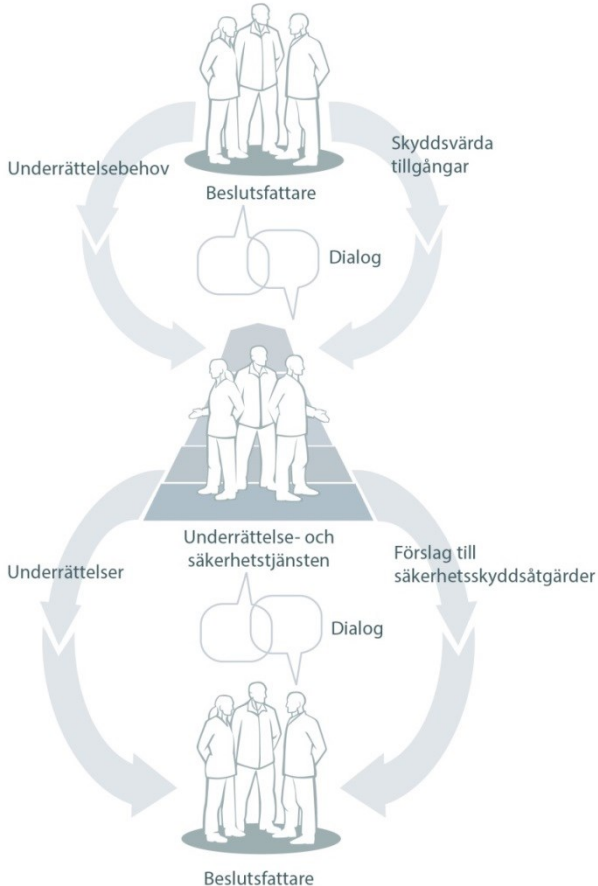 Underrättelsebehov
Skyddsvärda
tillgångar
Beslutsfattare
Dialog
Underrättelse- och
säkerhetstjänsten
Underrättelser
Förslag till
säkerhetsskyddsåtgärder
Dialog
Beslutsfattare